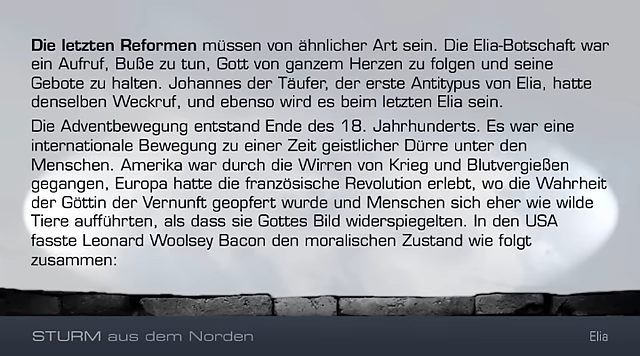 Die letzten Reformen müssen von ähnlicher Art sein. Die Elia-Botschaft war
ein Aufruf, Buße zu tun, Gott von ganzem Herzen zu folgen und seine
Gebote zu halten. Johannes der Täufer, der erste Antitypus von Elia, hatte
denselben Weckruf, und ebenso wird es beim letzten Elia sein.
Die Adventbewegung entstand Ende des 18. Jahrhunderts. Es war eine
internationale Bewegung zu einer Zeit geistlicher Dürre unter den
Menschen. Amerika war durch die Wirren von Krieg und Blutvergießen
gegangen, Europa hatte die französische Revolution erlebt, wo die Wahrheit
der Göttin der Vernunft geopfert wurde und Menschen sich eher wie wilde
Tiere aufführten, als dass sie Gottes Bild widerspiegelten. In den USA
fasste Leonard Woolsey Bacon den moralischen Zustand wie folgt
zusammen:
STURM aus dem Norden
Elia